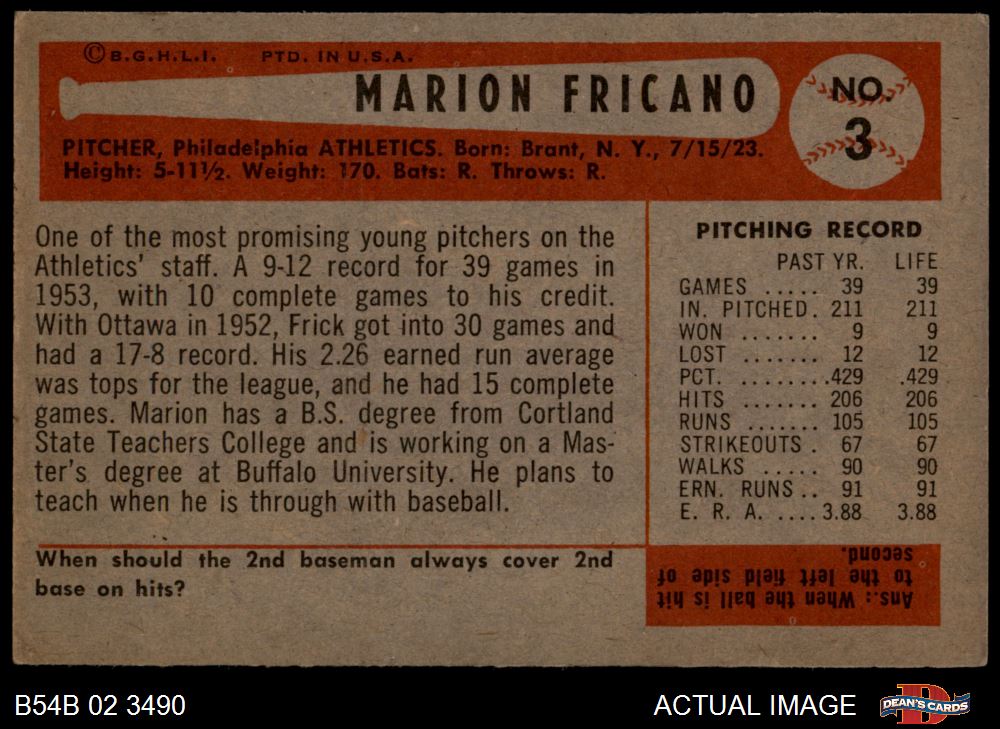 © B.G.H.L.I. PTD. IN U.S.A.
MARION FRICANO
NO.
3
PITCHER, Philadelphia ATHLETICS. Born: Brant, N. Y., 7/15/23.
Height: 5-11½. Weight: 170. Bats: R. Throws: R.
One of the most promising young pitchers on the
Athletics' staff. A 9-12 record for 39 games in
1953, with 10 complete games to his credit.
With Ottawa in 1952, Frick got into 30 games and
had a 17-8 record. His 2.26 earned run average
was tops for the league, and he had 15 complete
games. Marion has a B.S. degree from Cortland
State Teachers College and is working on a Mas-
ter's degree at Buffalo University. He plans to
teach when he is through with baseball.
PITCHING RECORD
PAST YR. LIFE
GAMES ..... 39 39
IN. PITCHED. 211 211
WON ....... 9 9
LOST ....... 12 12
PCT. ........ .429 .429
HITS ....... 206 206
RUNS ....... 105 105
STRIKEOUTS . 67 67
WALKS ..... 90 90
ERN. RUNS .. 91 91
E. R. A. .... 3.88 3.88
When should the 2nd baseman always cover 2nd
base on hits?
Ans.: When the ball is hit
to the left field side of
second.
B54B 02 3490
ACTUAL IMAGE
D
DEAN'S CARDS